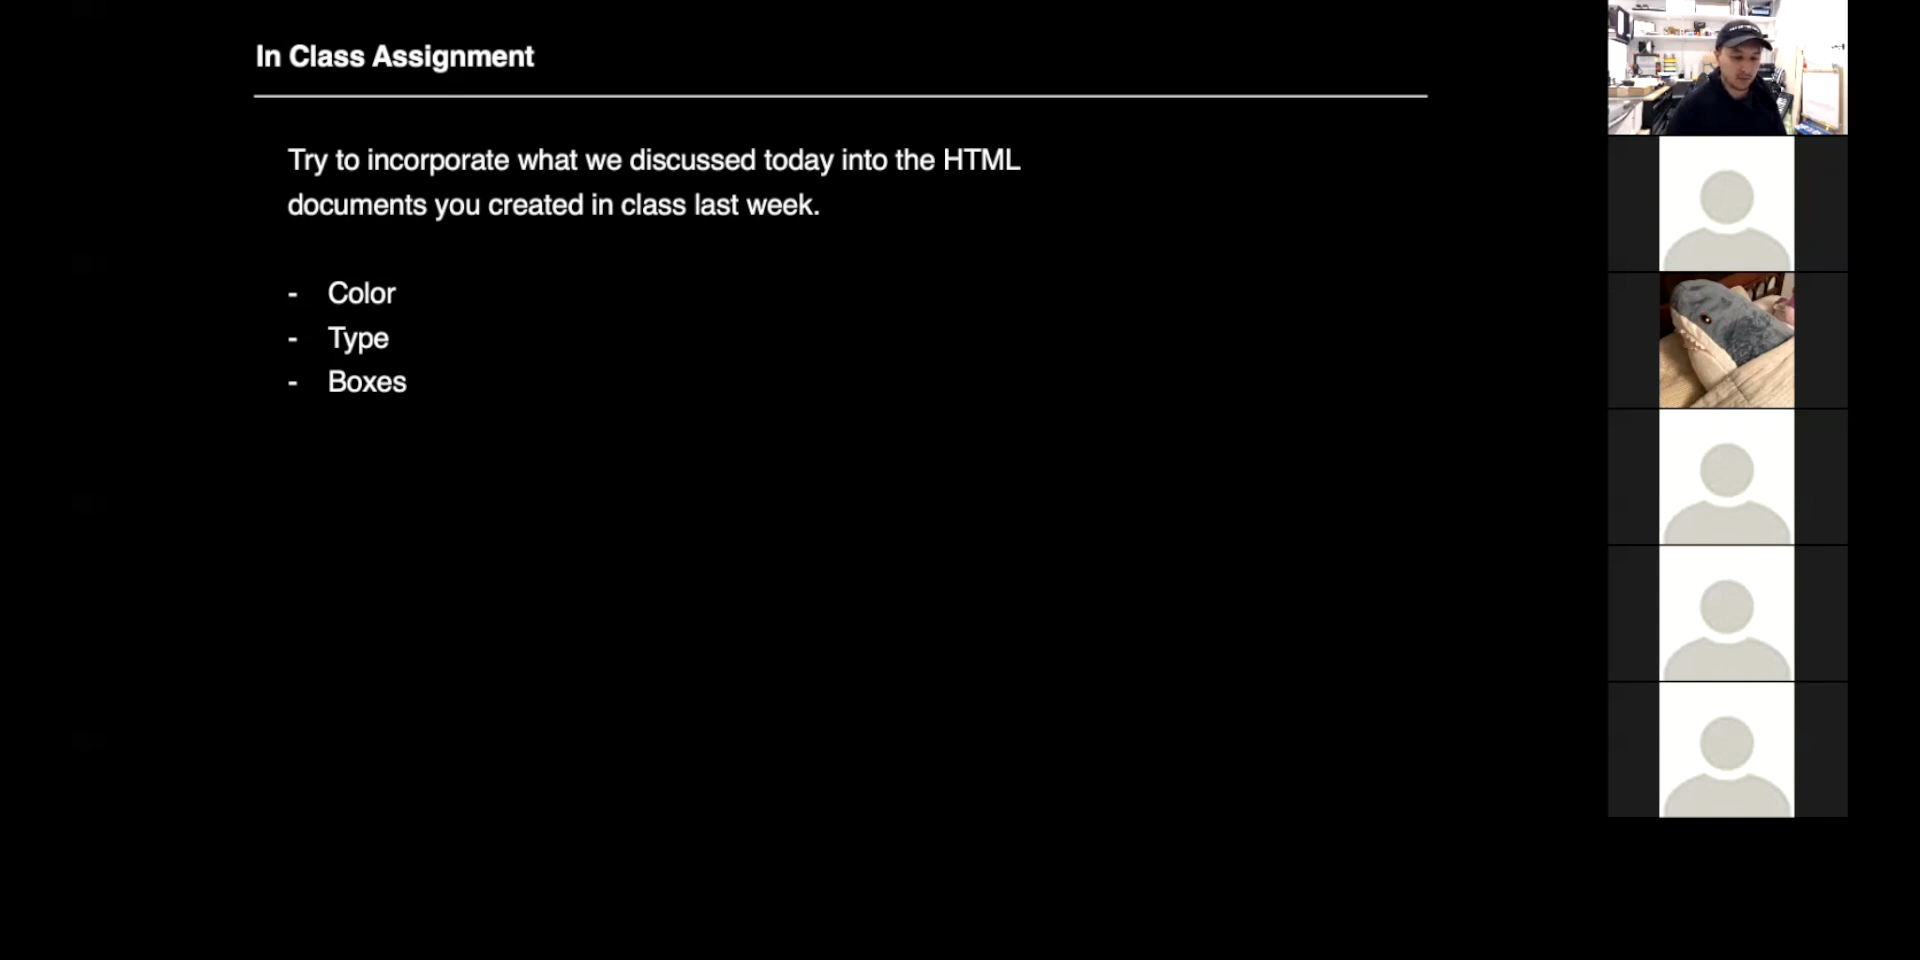 In Class Assignment
Try to incorporate what we discussed today into the HTML
documents you created in class last week.
- Color
- Type
- Boxes